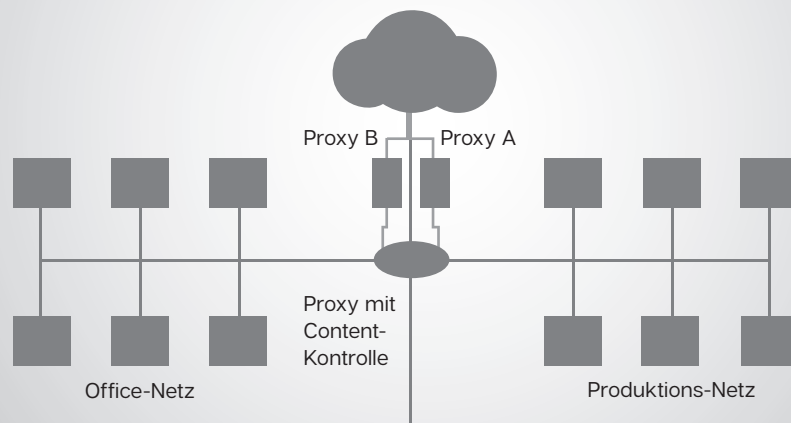 Proxy B
Proxy A
Proxy mit
Content-
Kontrolle
Office-Netz
Produktions-Netz